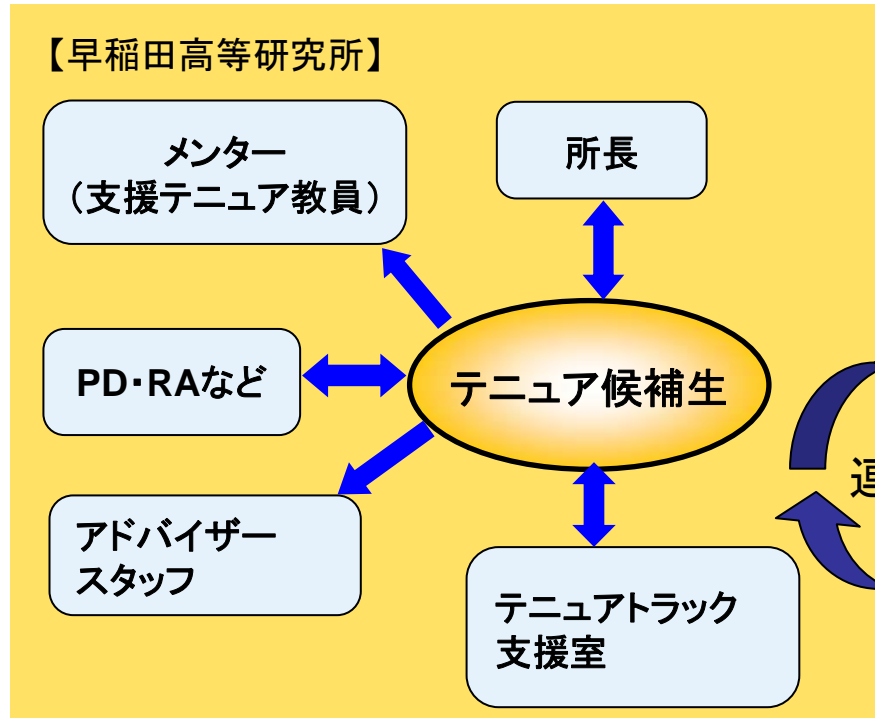 【早稲田高等研究所】
メンター
（支援テニュア教員）
所長
PD・RAなど
テニュア候補生
アドバイザー
スタッフ
テニュアトラック
支援室